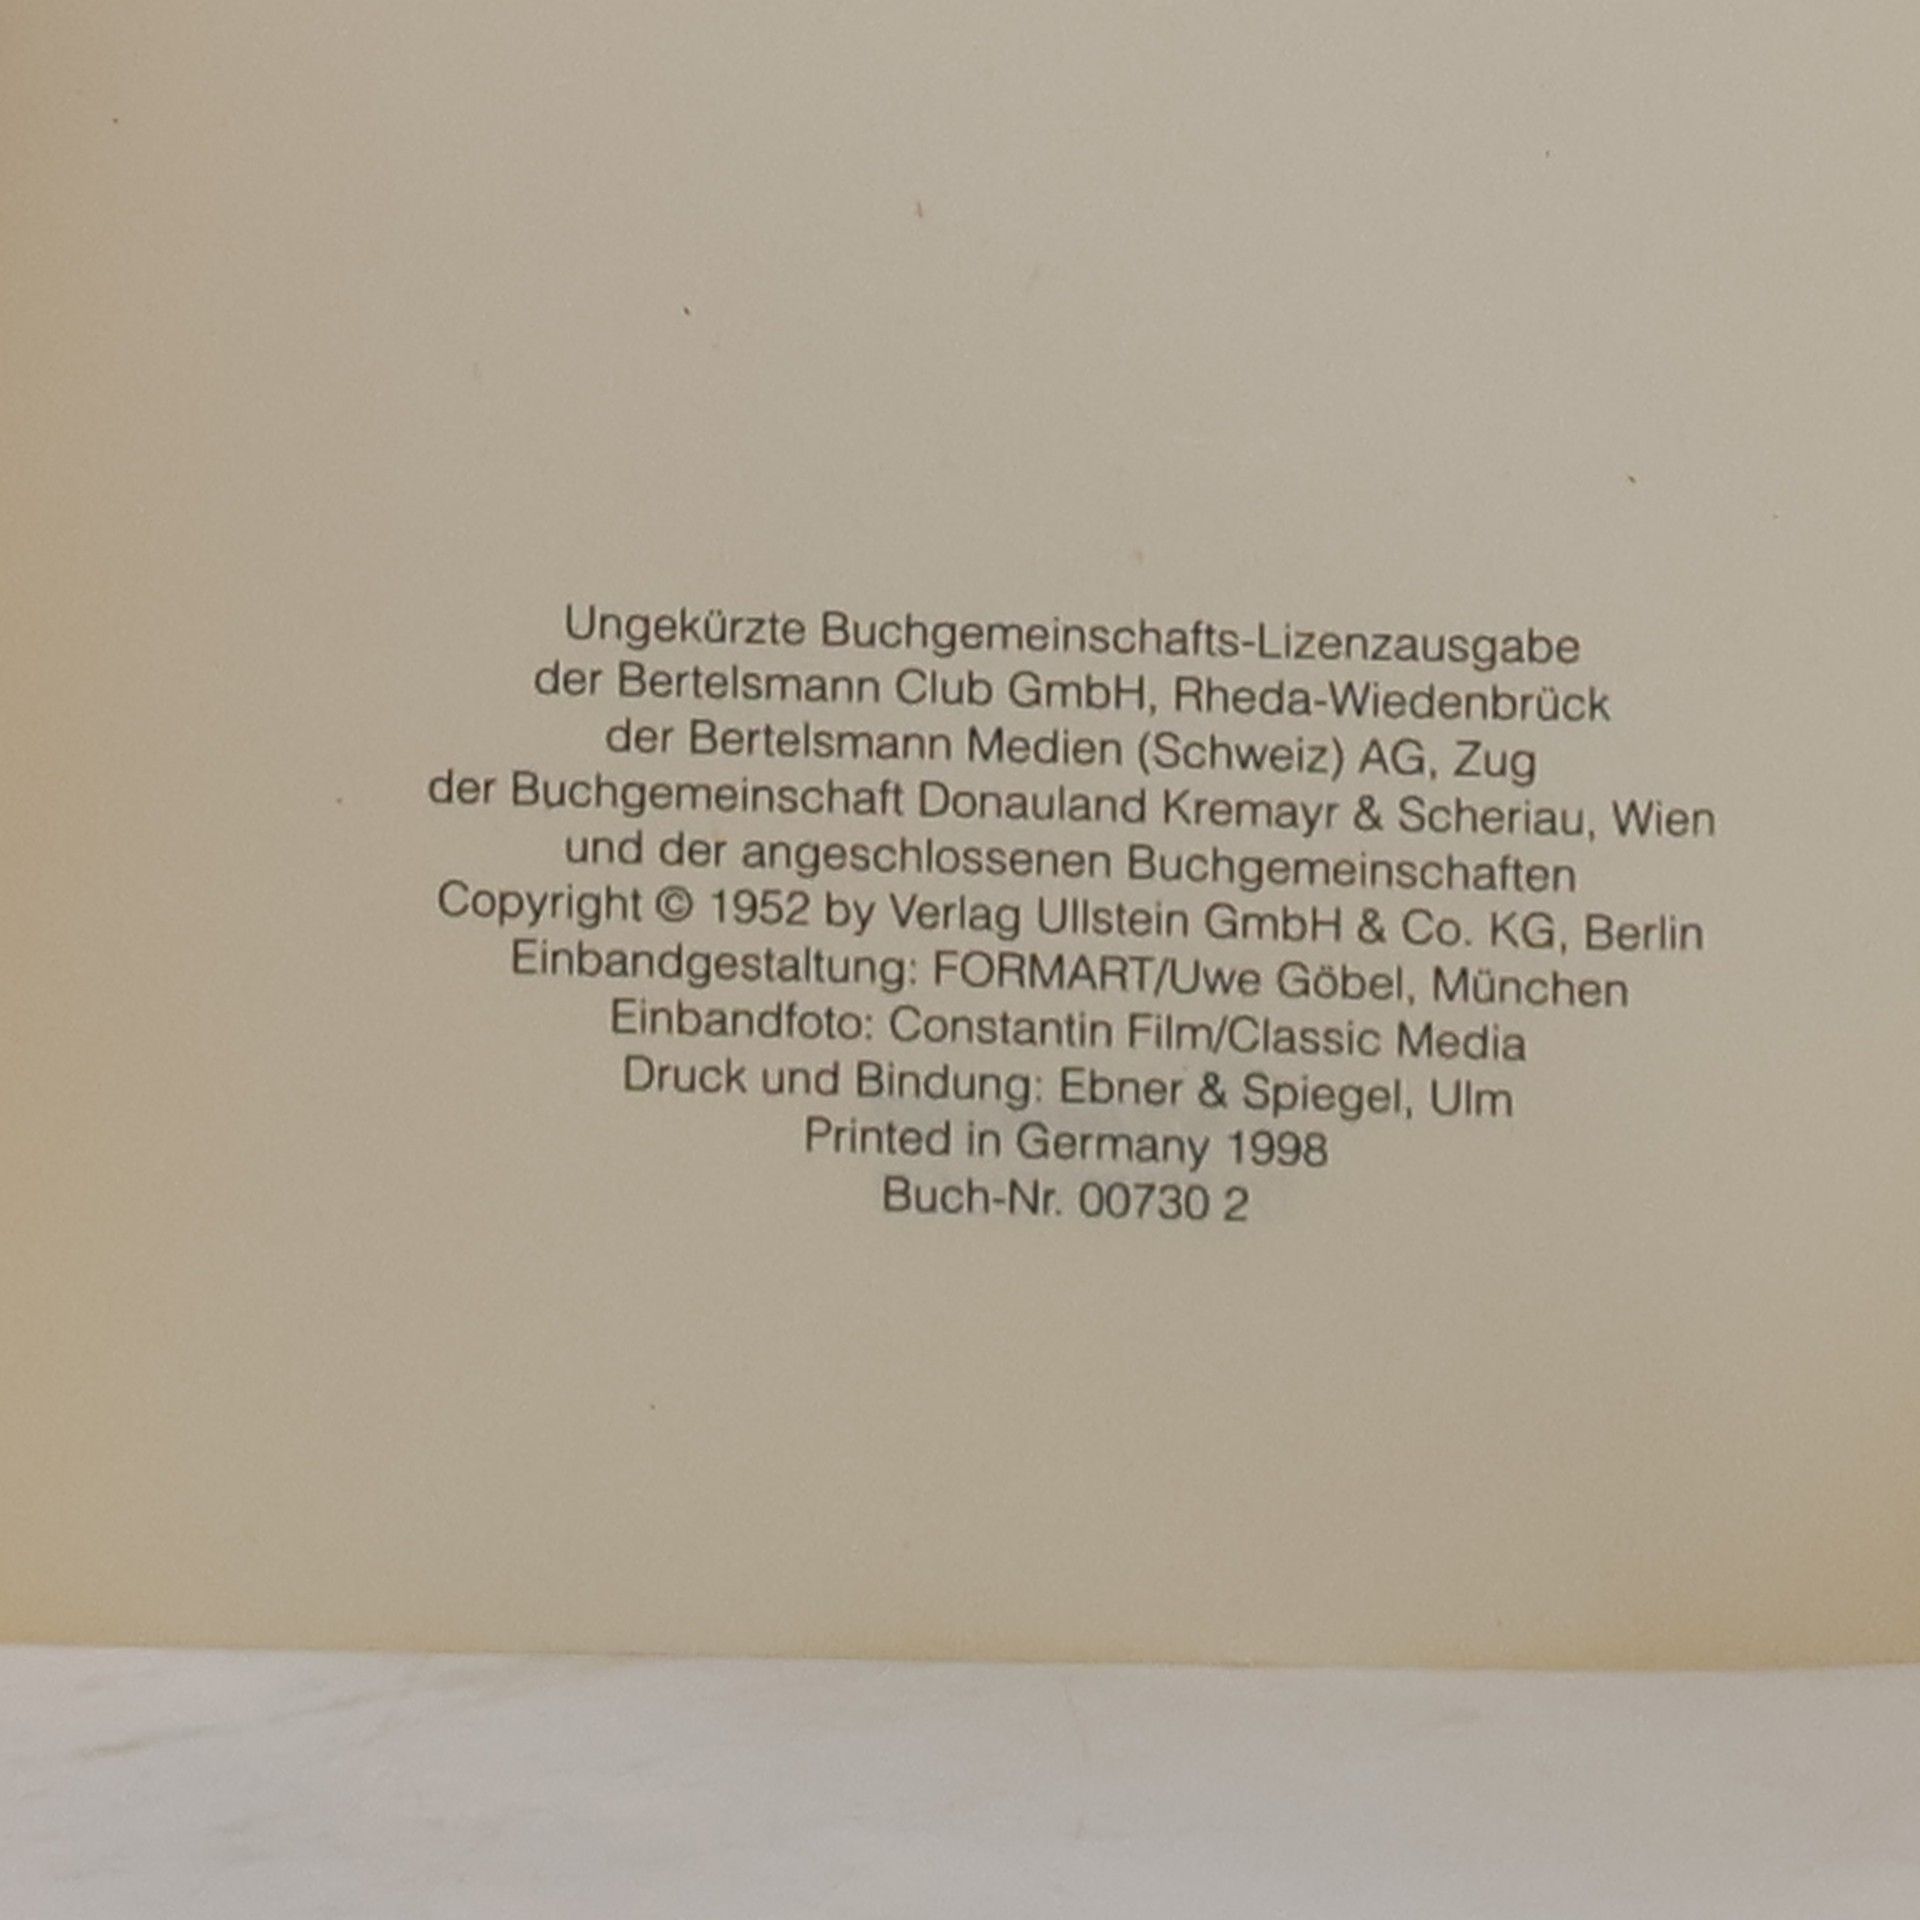 Ungekürzte Buchgemeinschafts-Lizenzausgabe
der Bertelsmann Club GmbH, Rheda-Wiedenbrück
der Bertelsmann Medien (Schweiz) AG, Zug
der Buchgemeinschaft Donauland Kremayr & Scheriau, Wien
und der angeschlossenen Buchgemeinschaften
Copyright © 1952 by Verlag Ullstein GmbH & Co. KG, Berlin
Einbandgestaltung: FORMART/Uwe Göbel, München
Einbandfoto: Constantin Film/Classic Media
Druck und Bindung: Ebner & Spiegel, Ulm
Printed in Germany 1998
Buch-Nr. 00730 2